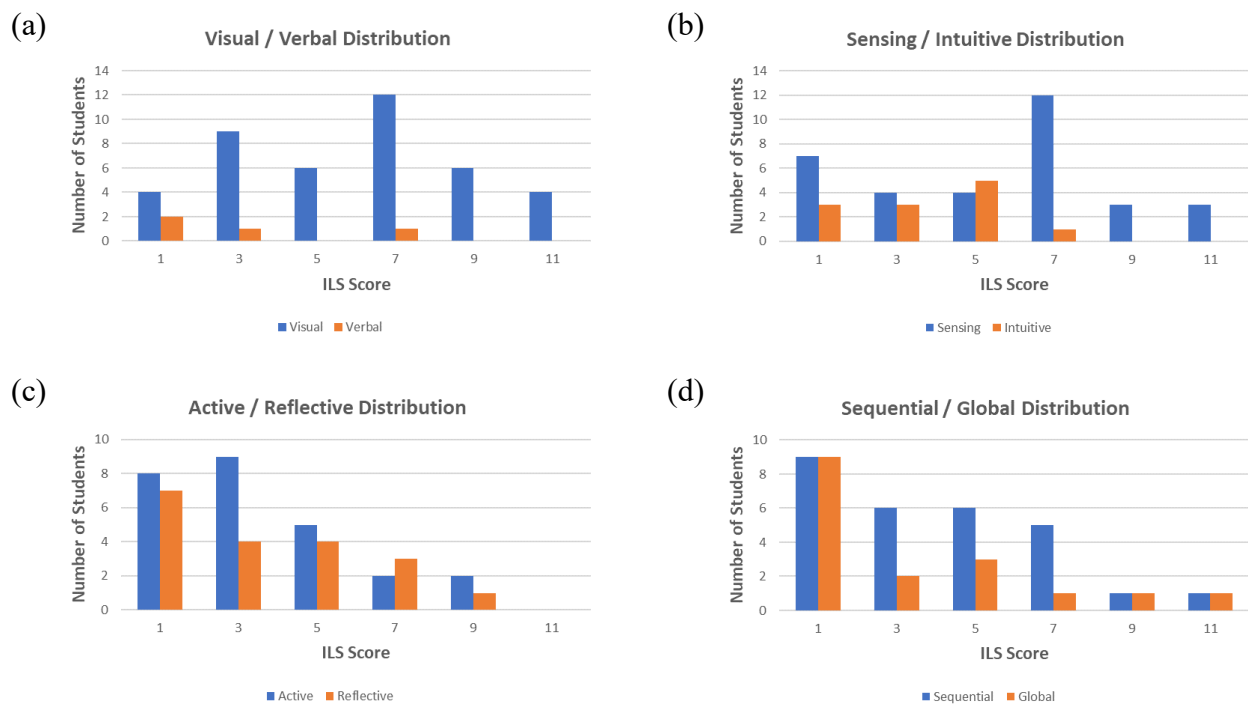 (a)
Visual / Verbal Distribution
Number of Students
14
12
10
8
6
4
2
0
1 3 5 7 9 11
ILS Score
Visual Verbal
(b)
Sensing / Intuitive Distribution
Number of Students
14
12
10
8
6
4
2
0
1 3 5 7 9 11
ILS Score
Sensing Intuitive
(c)
Active / Reflective Distribution
Number of Students
10
8
6
4
2
0
1 3 5 7 9 11
ILS Score
Active Reflective
(d)
Sequential / Global Distribution
Number of Students
10
8
6
4
2
0
1 3 5 7 9 11
ILS Score
Sequential Global